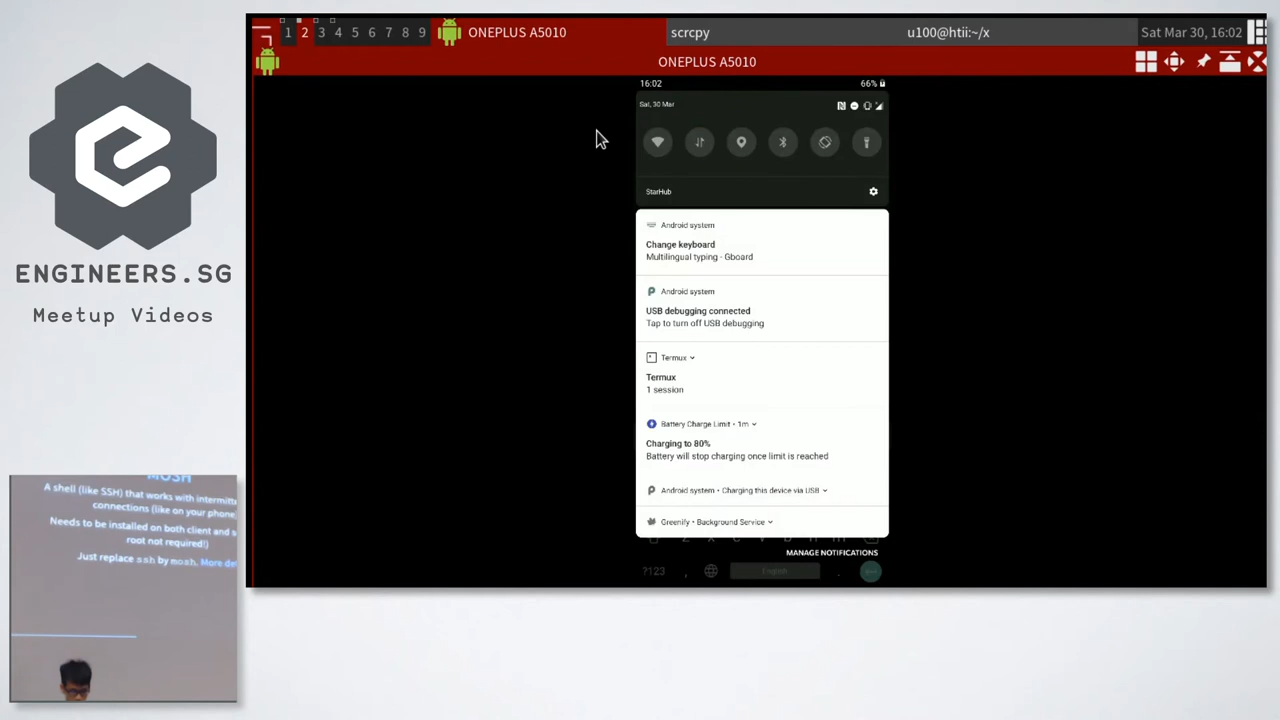 1 2 3 4 5 6 7 8 9 ONEPLUS A5010 scrcpy u100@htii:~/x Sat Mar 30, 16:02
ONEPLUS A5010
16:02 66%
Sat, 30 Mar
StarHub
Android system
Change keyboard
Multilingual typing - Gboard
Android system
USB debugging connected
Tap to turn off USB debugging
Termux
Termux
1 session
Battery Charge Limit • 1m
Charging to 80%
Battery will stop charging once limit is reached
Android system • Charging this device via USB
Greenify • Background Service
MANAGE NOTIFICATIONS
?123 , English .
ENGINEERS.SG
Meetup Videos
MOSH
A shell (like SSH) that works with
connections (like on your phone
Needs to be installed on both client and
root not required!)
Just replace ssh by mosh. More